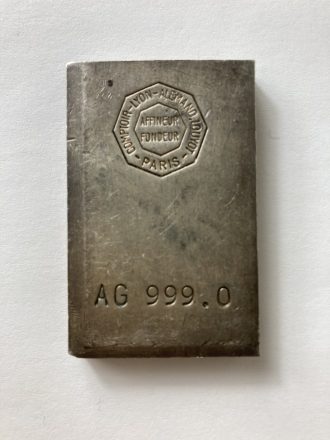 COMPTOIR-LYON-ALEMAND, LOUYOT
AFFINEUR
FONDEUR
-PARIS-
AG 999.0